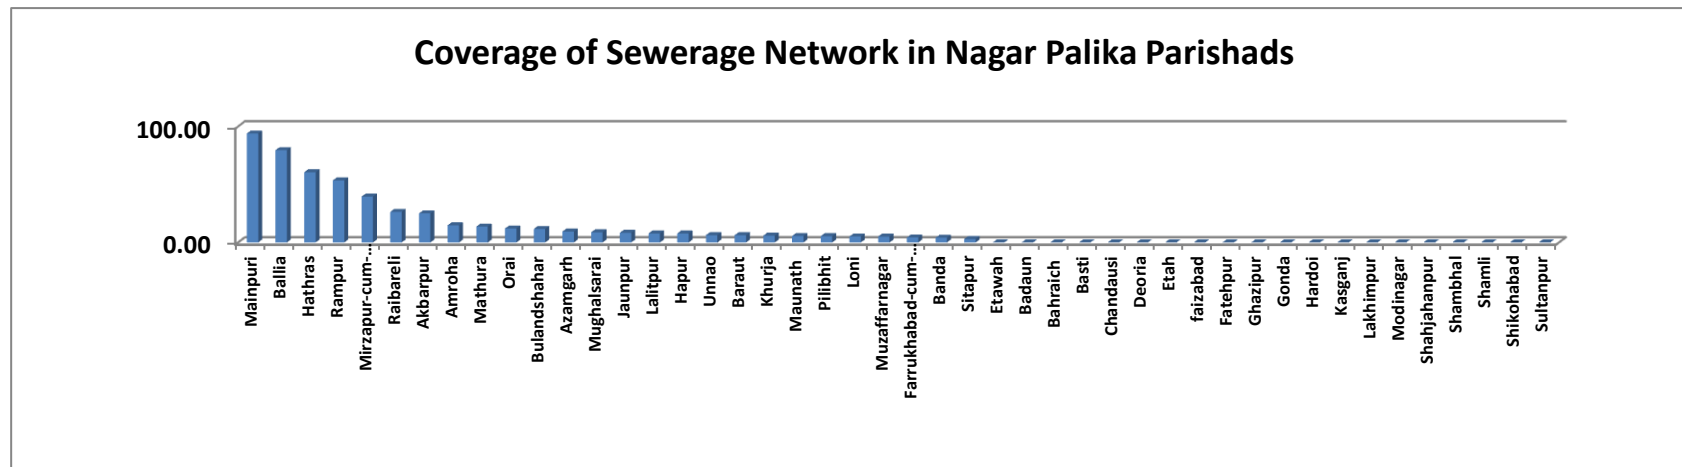 Coverage of Sewerage Network in Nagar Palika Parishads
100.00
0.00
Mainpuri
Ballia
Hathras
Rampur
Mirzapur-cum-…
Raibareli
Akbarpur
Amroha
Mathura
Orai
Bulandshahar
Azamgarh
Mughalsarai
Jaunpur
Lalitpur
Hapur
Unnao
Baraut
Khurja
Maunath
Pilibhit
Loni
Muzaffarnagar
Farrukhabad-cum-…
Banda
Sitapur
Etawah
Badaun
Bahraich
Basti
Chandausi
Deoria
Etah
faizabad
Fatehpur
Ghazipur
Gonda
Hardoi
Kasganj
Lakhimpur
Modinagar
Shahjahanpur
Shambhal
Shamli
Shikohabad
Sultanpur